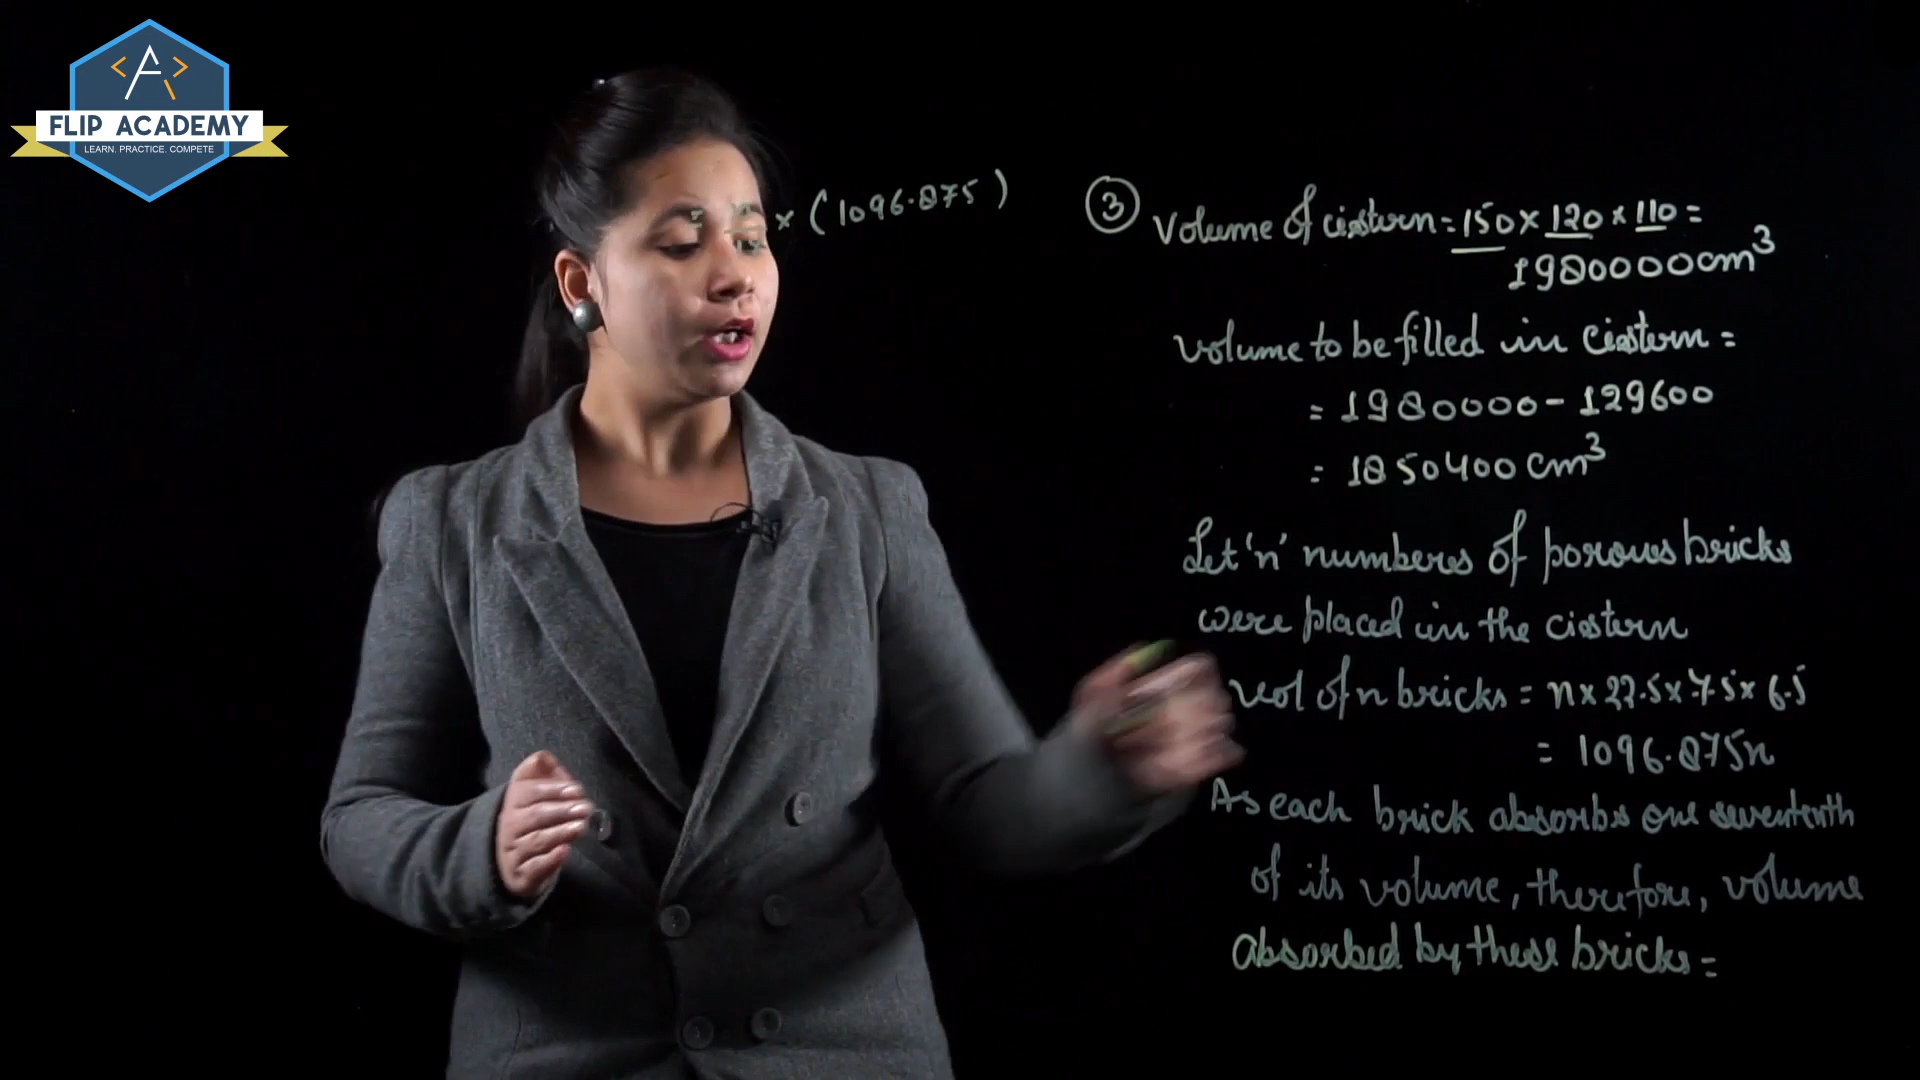 FLIP ACADEMY
LEARN. PRACTICE. COMPETE
× (1096.875)
③ Volume of cistern = 150 × 120 × 110 =
1980000 cm³
volume to be filled in cistern =
= 1980000 - 129600
= 1850400 cm³
Let 'n' numbers of porous bricks
were placed in the cistern
vol of n bricks = n × 22.5 × 7.5 × 6.5
= 1096.875n
As each brick absorbs one sevententh
of its volume, therefore, volume
absorbed by these bricks =